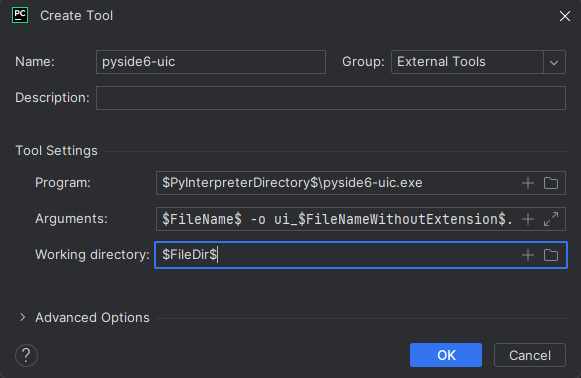 PC Create Tool
Name: pyside6-uic Group: External Tools
Description:
Tool Settings
Program: $PyInterpreterDirectory$\pyside6-uic.exe
Arguments: $FileName$ -o ui_$FileNameWithoutExtension$.
Working directory: $FileDir$
Advanced Options
? OK Cancel